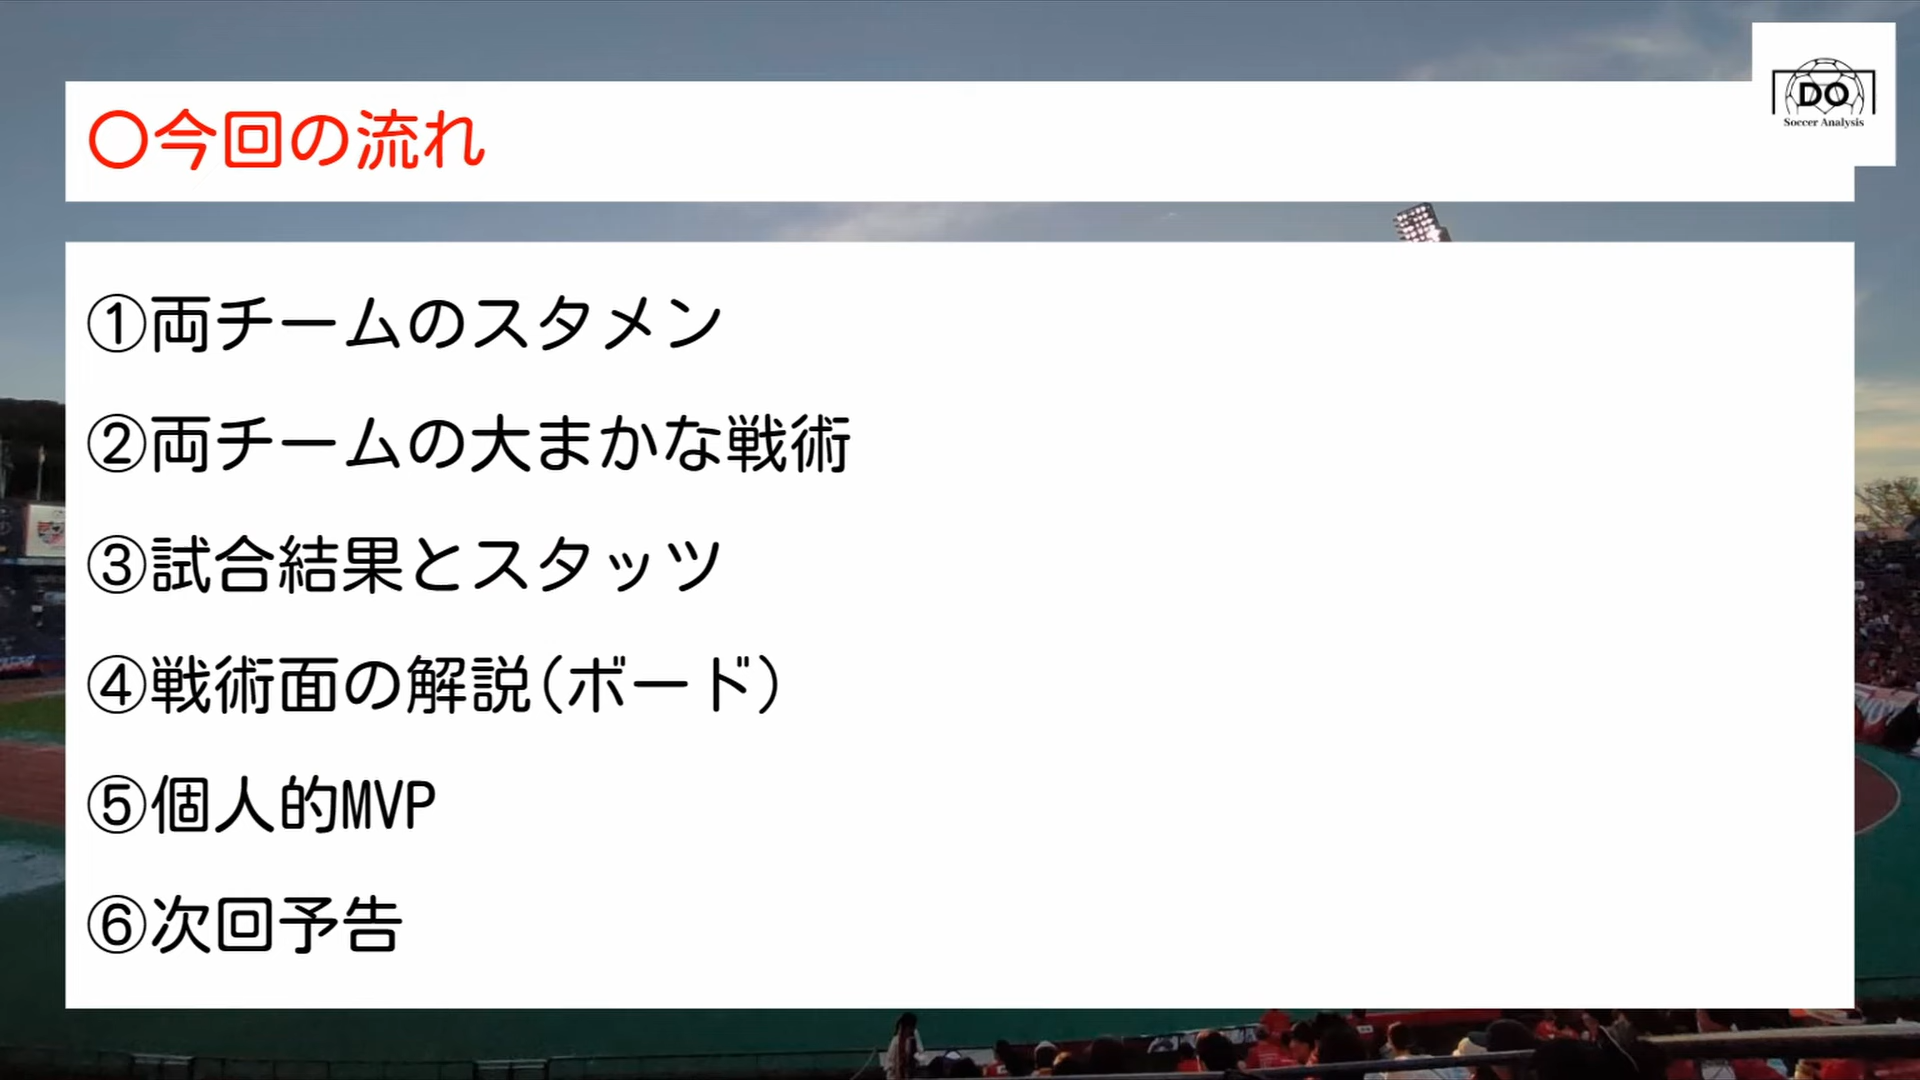 〇今回の流れ
DO
Soccer Analysis
①両チームのスタメン
②両チームの大まかな戦術
③試合結果とスタッツ
④戦術面の解説(ボード)
⑤個人的MVP
⑥次回予告